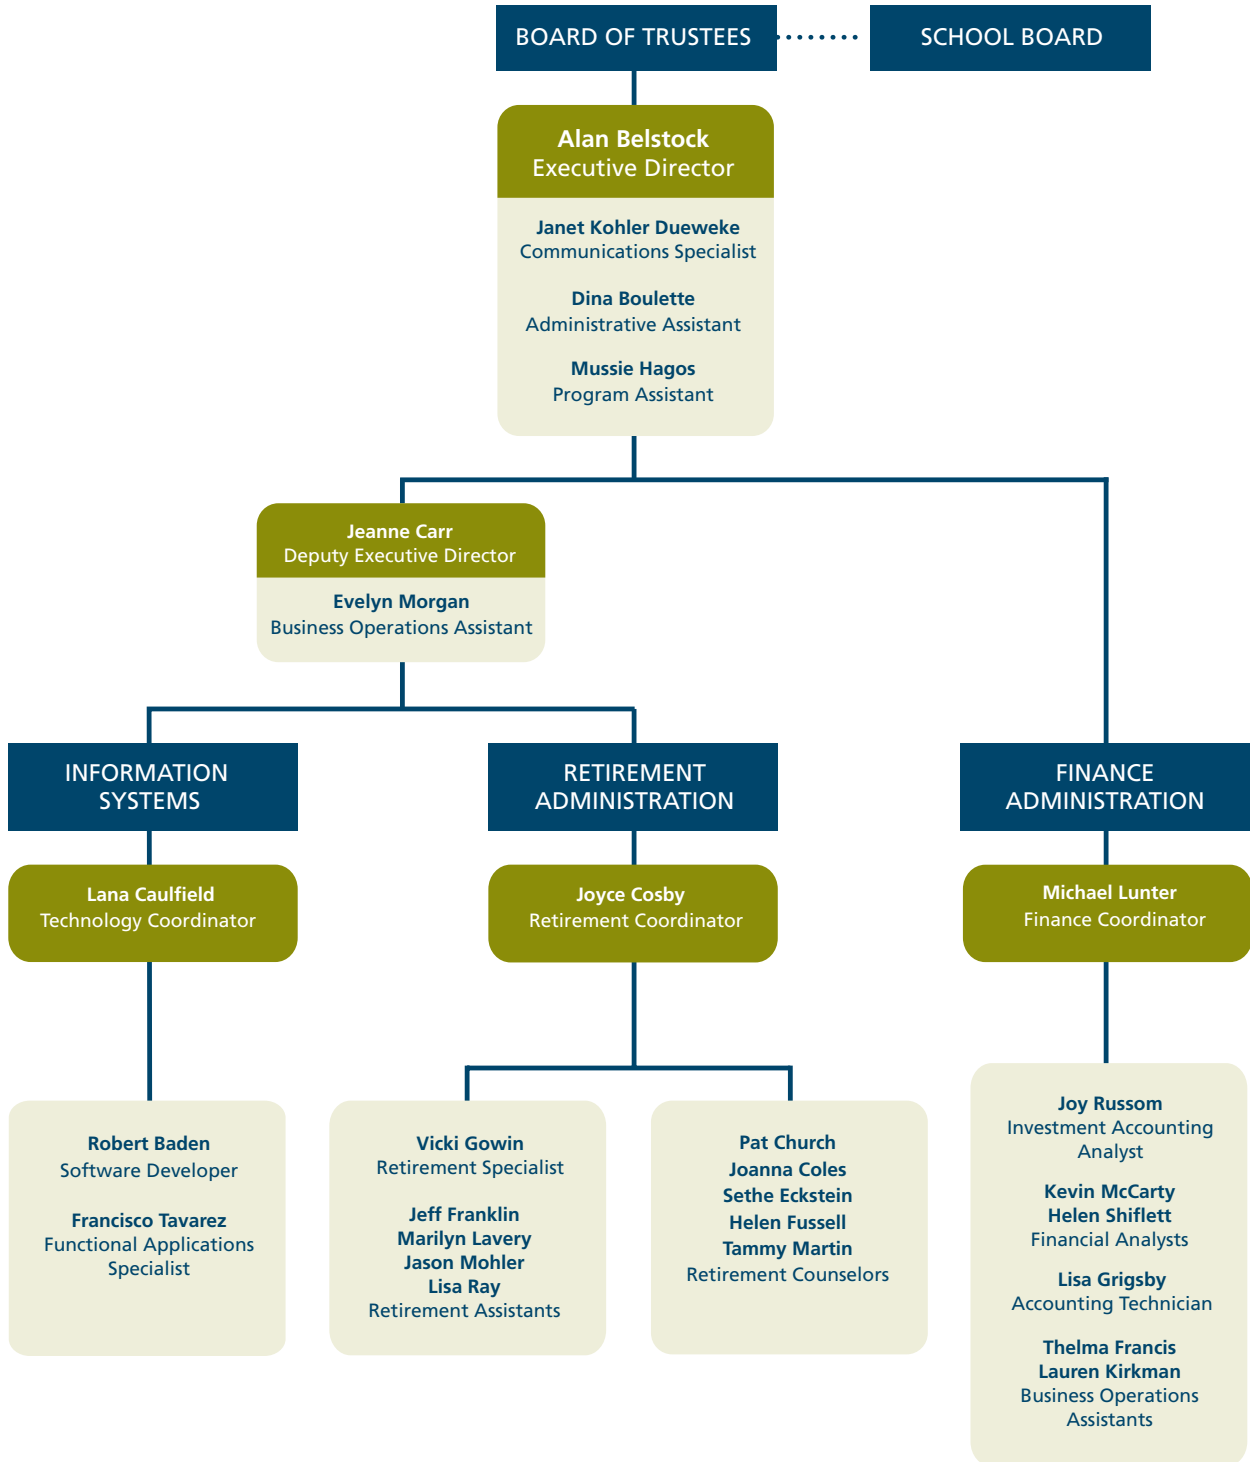 BOARD OF TRUSTEES
SCHOOL BOARD
Alan Belstock
Executive Director
Janet Kohler Dueweke
Communications Specialist
Dina Boulette
Administrative Assistant
Mussie Hagos
Program Assistant
Jeanne Carr
Deputy Executive Director
Evelyn Morgan
Business Operations Assistant
INFORMATION
SYSTEMS
Lana Caulfield
Technology Coordinator
Robert Baden
Software Developer
Francisco Tavarez
Functional Applications
Specialist
RETIREMENT
ADMINISTRATION
Joyce Cosby
Retirement Coordinator
Vicki Gowin
Retirement Specialist
Jeff Franklin
Marilyn Lavery
Jason Mohler
Lisa Ray
Retirement Assistants
Pat Church
Joanna Coles
Sethe Eckstein
Helen Fussell
Tammy Martin
Retirement Counselors
FINANCE
ADMINISTRATION
Michael Lunter
Finance Coordinator
Joy Russom
Investment Accounting
Analyst
Kevin McCarty
Helen Shiflett
Financial Analysts
Lisa Grigsby
Accounting Technician
Thelma Francis
Lauren Kirkman
Business Operations
Assistants